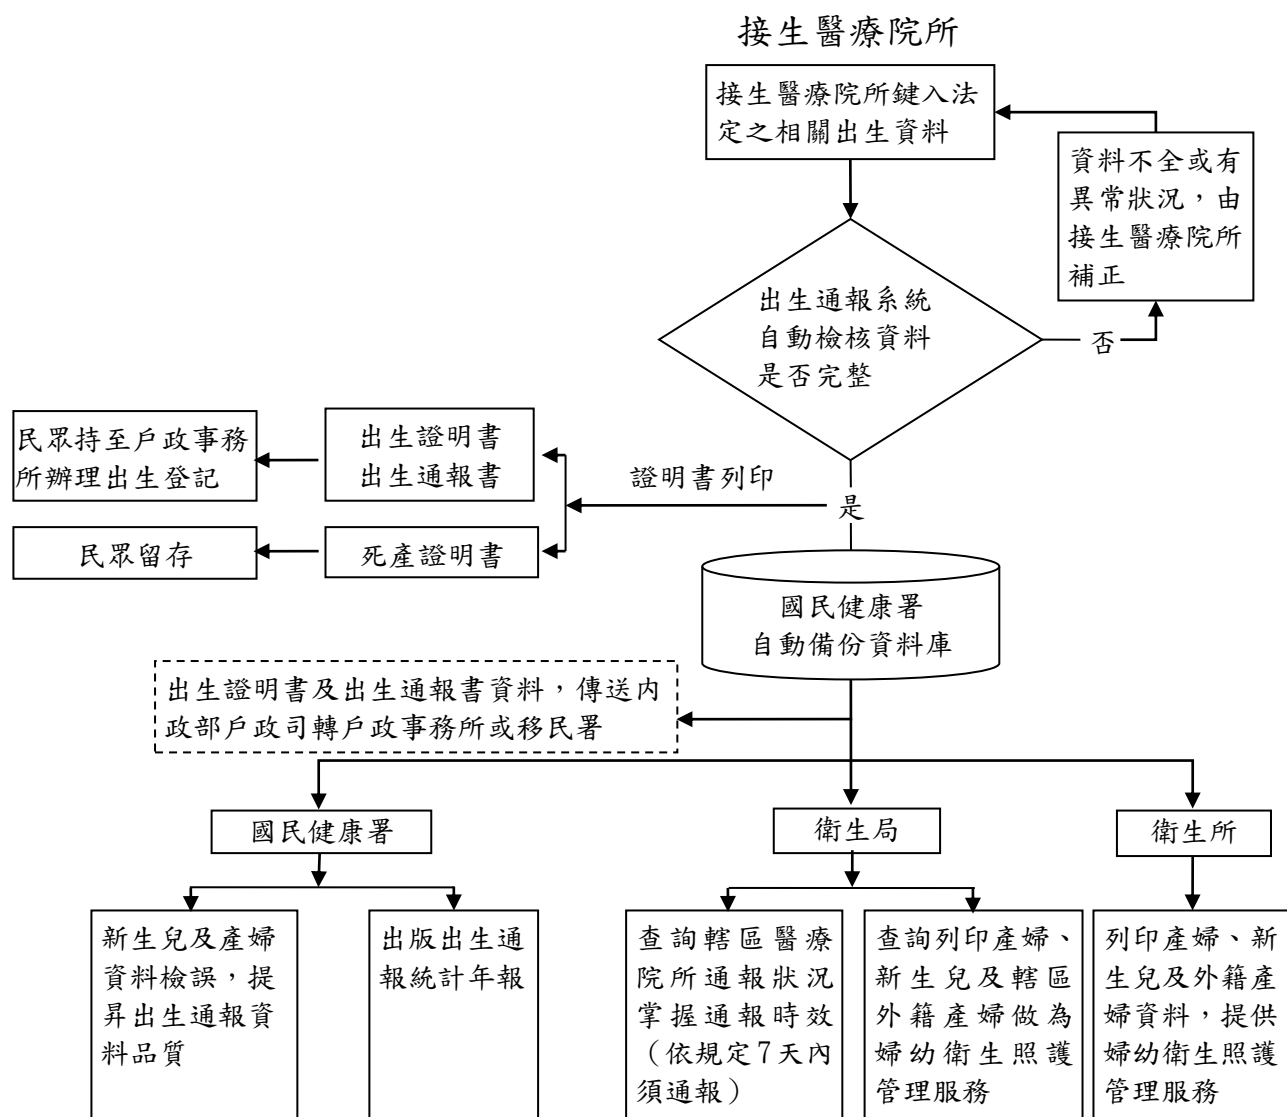 接生醫療院所
接生醫療院所鍵入法
定之相關出生資料
資料不全或有
異常狀況，由
接生醫療院所
補正
出生通報系統
自動檢核資料
是否完整
否
民眾持至戶政事務
所辦理出生登記
出生證明書
出生通報書
證明書列印
是
民眾留存
死產證明書
國民健康署
自動備份資料庫
出生證明書及出生通報書資料，傳送內
政部戶政司轉戶政事務所或移民署
國民健康署
衛生局
衛生所
新生兒及產婦
資料檢誤，提
昇出生通報資
料品質
出版出生通
報統計年報
查詢轄區醫療
院所通報狀況
掌握通報時效
（依規定7天內
須通報）
查詢列印產婦、
新生兒及轄區
外籍產婦做為
婦幼衛生照護
管理服務
列印產婦、新
生兒及外籍產
婦資料，提供
婦幼衛生照護
管理服務